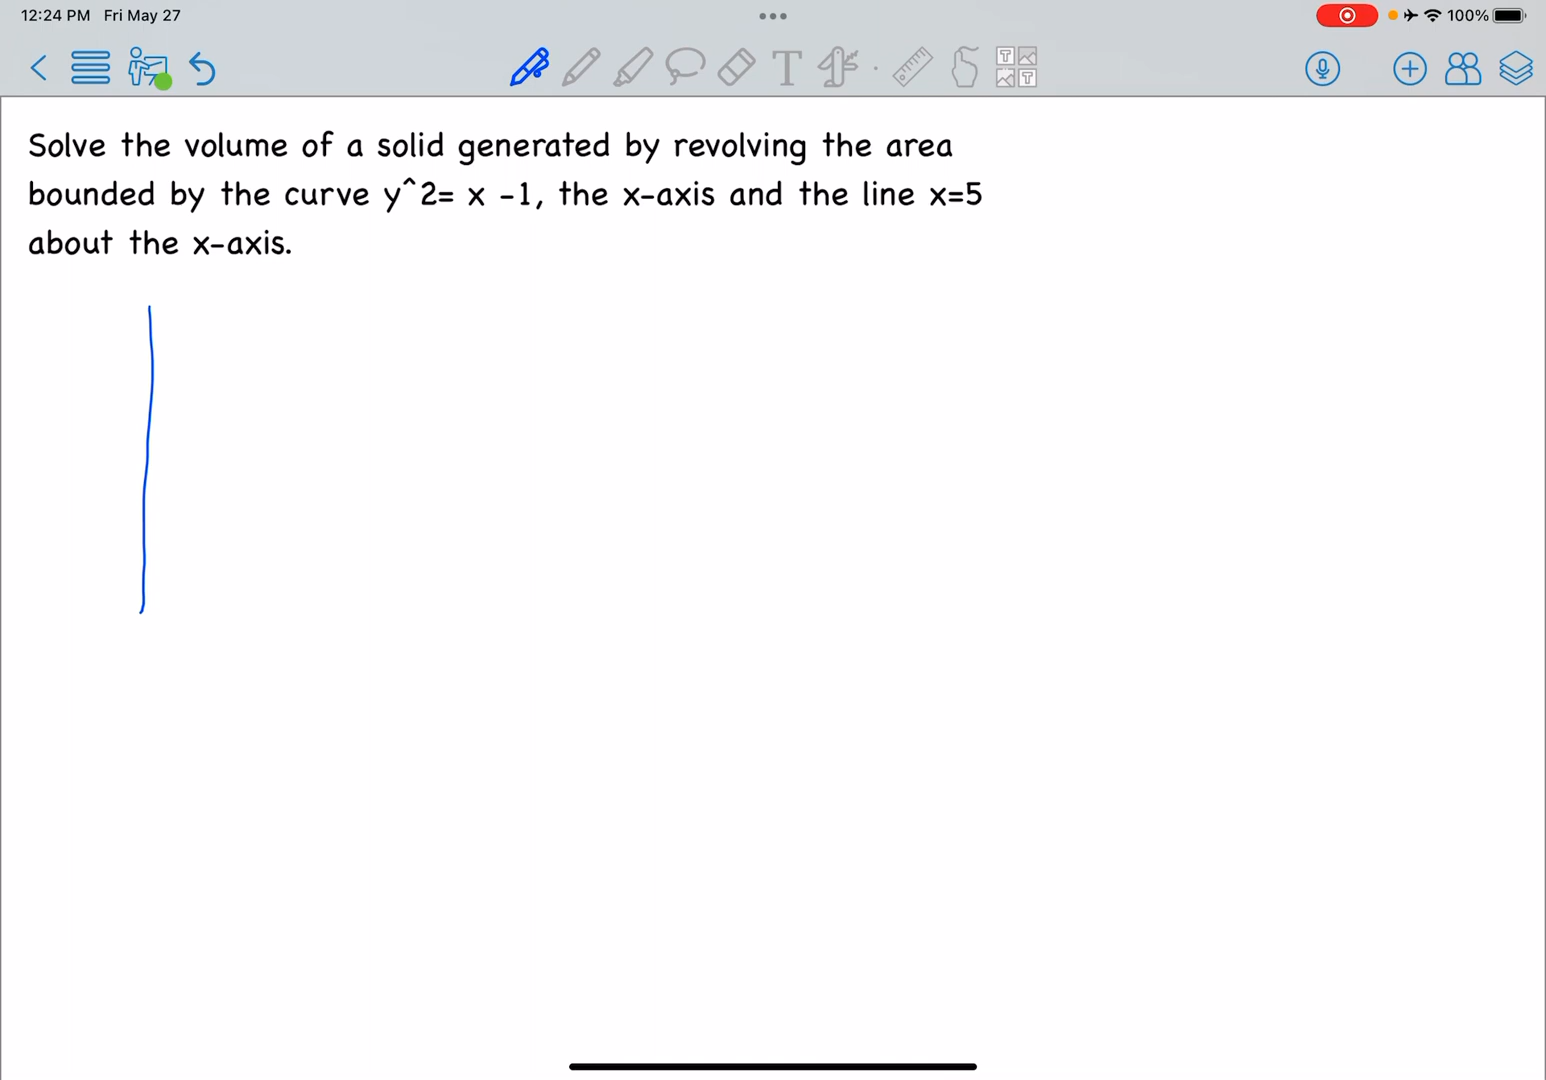 12:24 PM Fri May 27
100%
T
T
T
Solve the volume of a solid generated by revolving the area
bounded by the curve y^2= x -1, the x-axis and the line x=5
about the x-axis.